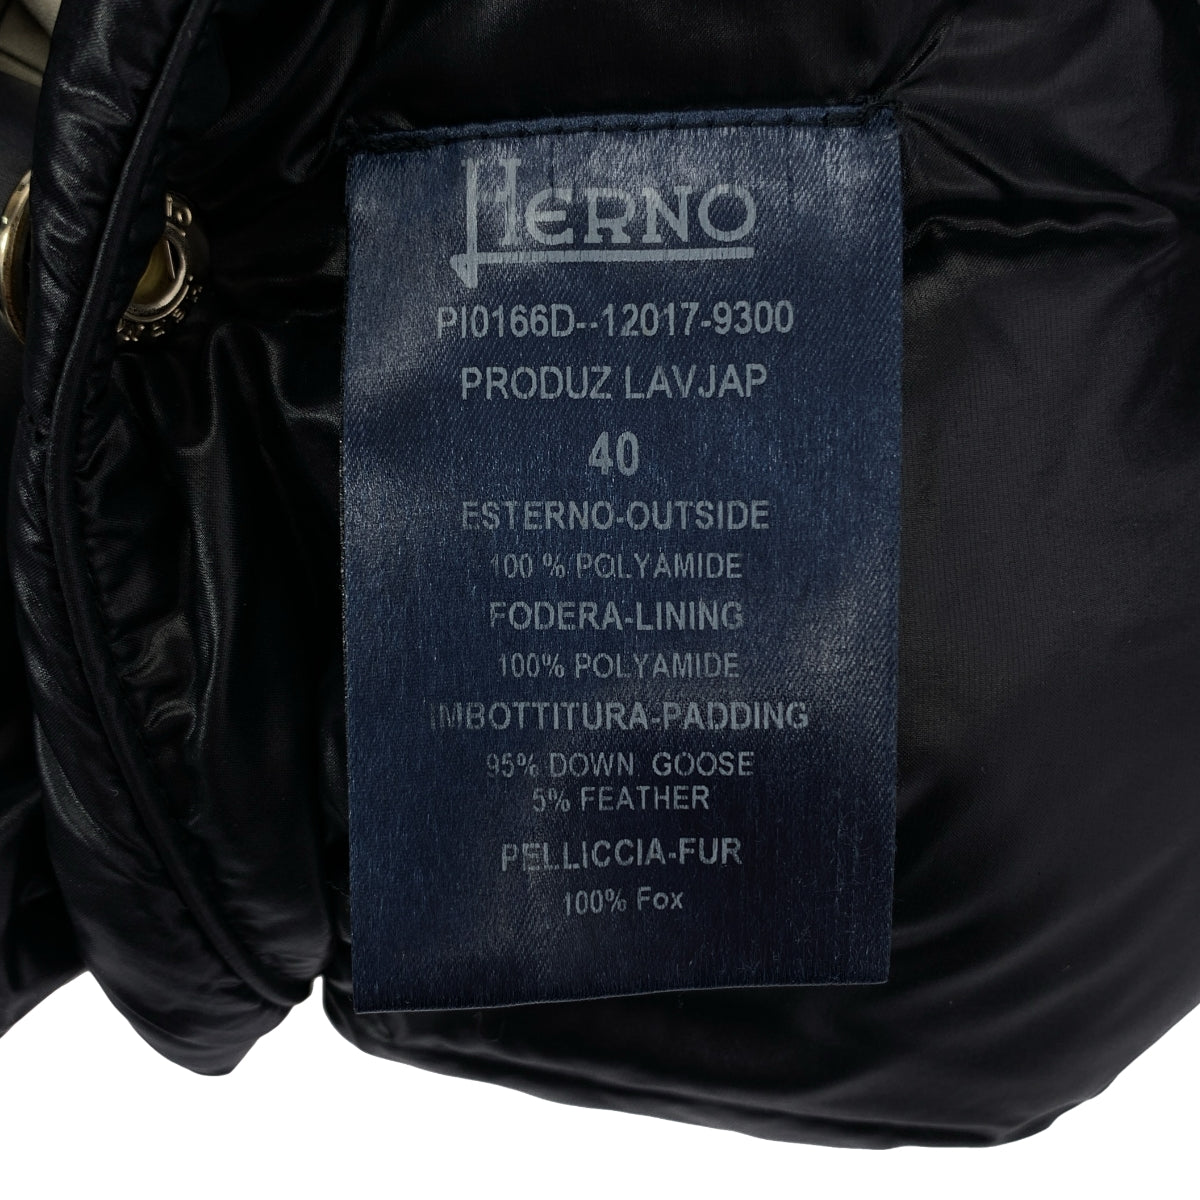 HERNO
PI0166D--12017-9300
PRODUZ LAVJAP
40
ESTERNO-OUTSIDE
100 % POLYAMIDE
FODERA-LINING
100% POLYAMIDE
IMBOTTITURA-PADDING
95% DOWN GOOSE
5% FEATHER
PELLICCIA-FUR
100% Fox